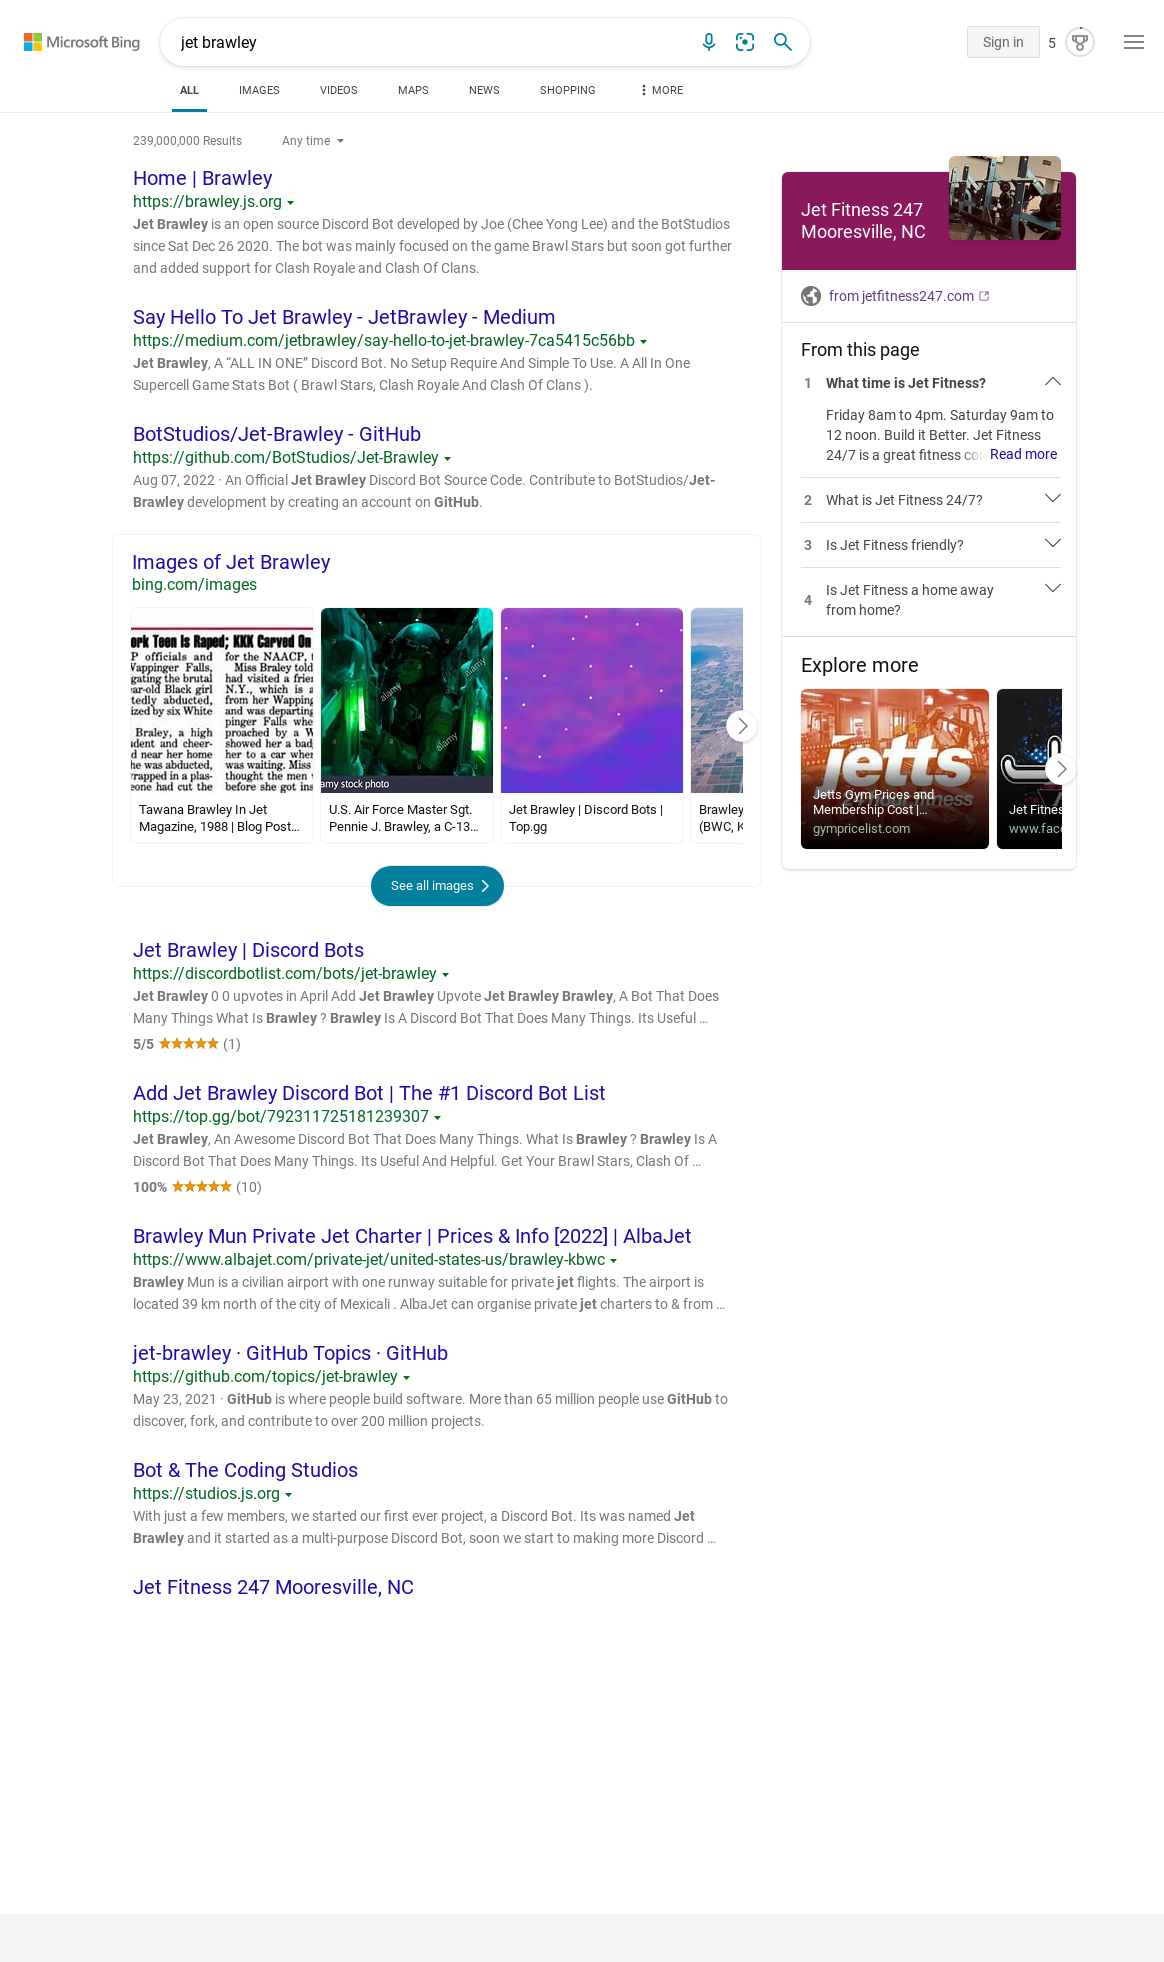 Microsoft Bing
jet brawley
Sign in
5
ALL
IMAGES
VIDEOS
MAPS
NEWS
SHOPPING
MORE
239,000,000 Results
Any time
Home | Brawley
https://brawley.js.org
Jet Brawley is an open source Discord Bot developed by Joe (Chee Yong Lee) and the BotStudios
since Sat Dec 26 2020. The bot was mainly focused on the game Brawl Stars but soon got further
and added support for Clash Royale and Clash Of Clans.
Say Hello To Jet Brawley - JetBrawley - Medium
https://medium.com/jetbrawley/say-hello-to-jet-brawley-7ca5415c56bb
Jet Brawley, A “ALL IN ONE” Discord Bot. No Setup Require And Simple To Use. A All In One
Supercell Game Stats Bot ( Brawl Stars, Clash Royale And Clash Of Clans ).
BotStudios/Jet-Brawley - GitHub
https://github.com/BotStudios/Jet-Brawley
Aug 07, 2022 · An Official Jet Brawley Discord Bot Source Code. Contribute to BotStudios/Jet-
Brawley development by creating an account on GitHub.
Images of Jet Brawley
bing.com/images
ork Teen Is Raped; KKK Carved On
P officials and
Wappinger Falls,
gating the brutal
ear-old Black girl
tedly abducted,
ized by six White
Braley, a high
dent and cheer-
d near her home
he was abducted,
wrapped in a plas-
eone had cut the
for the NAACP, f
Miss Braley told
had visited a frien
N.Y., which is a
from her Wapping
and was departing
pinger Falls whe
proached by a W
showed her a bad
her to a car when
was waiting. Miss
thought the men w
before she got ins
Tawana Brawley In Jet
Magazine, 1988 | Blog Post…
alamy
alamy
alamy
amy stock photo
U.S. Air Force Master Sgt.
Pennie J. Brawley, a C-13…
Jet Brawley | Discord Bots |
Top.gg
Brawley
(BWC, K
See all images
Jet Brawley | Discord Bots
https://discordbotlist.com/bots/jet-brawley
Jet Brawley 0 0 upvotes in April Add Jet Brawley Upvote Jet Brawley Brawley, A Bot That Does
Many Things What Is Brawley ? Brawley Is A Discord Bot That Does Many Things. Its Useful …
5/5 (1)
Add Jet Brawley Discord Bot | The #1 Discord Bot List
https://top.gg/bot/792311725181239307
Jet Brawley, An Awesome Discord Bot That Does Many Things. What Is Brawley ? Brawley Is A
Discord Bot That Does Many Things. Its Useful And Helpful. Get Your Brawl Stars, Clash Of …
100% (10)
Brawley Mun Private Jet Charter | Prices & Info [2022] | AlbaJet
https://www.albajet.com/private-jet/united-states-us/brawley-kbwc
Brawley Mun is a civilian airport with one runway suitable for private jet flights. The airport is
located 39 km north of the city of Mexicali . AlbaJet can organise private jet charters to & from …
jet-brawley · GitHub Topics · GitHub
https://github.com/topics/jet-brawley
May 23, 2021 · GitHub is where people build software. More than 65 million people use GitHub to
discover, fork, and contribute to over 200 million projects.
Bot & The Coding Studios
https://studios.js.org
With just a few members, we started our first ever project, a Discord Bot. Its was named Jet
Brawley and it started as a multi-purpose Discord Bot, soon we start to making more Discord …
Jet Fitness 247 Mooresville, NC
Jet Fitness 247
Mooresville, NC
from jetfitness247.com
From this page
1 What time is Jet Fitness?
Friday 8am to 4pm. Saturday 9am to
12 noon. Build it Better. Jet Fitness
24/7 is a great fitness co Read more
2 What is Jet Fitness 24/7?
3 Is Jet Fitness friendly?
4 Is Jet Fitness a home away
from home?
Explore more
jetts
24 hour fitness
Jetts Gym Prices and
Membership Cost |…
gympricelist.com
Jet Fitnes
www.face